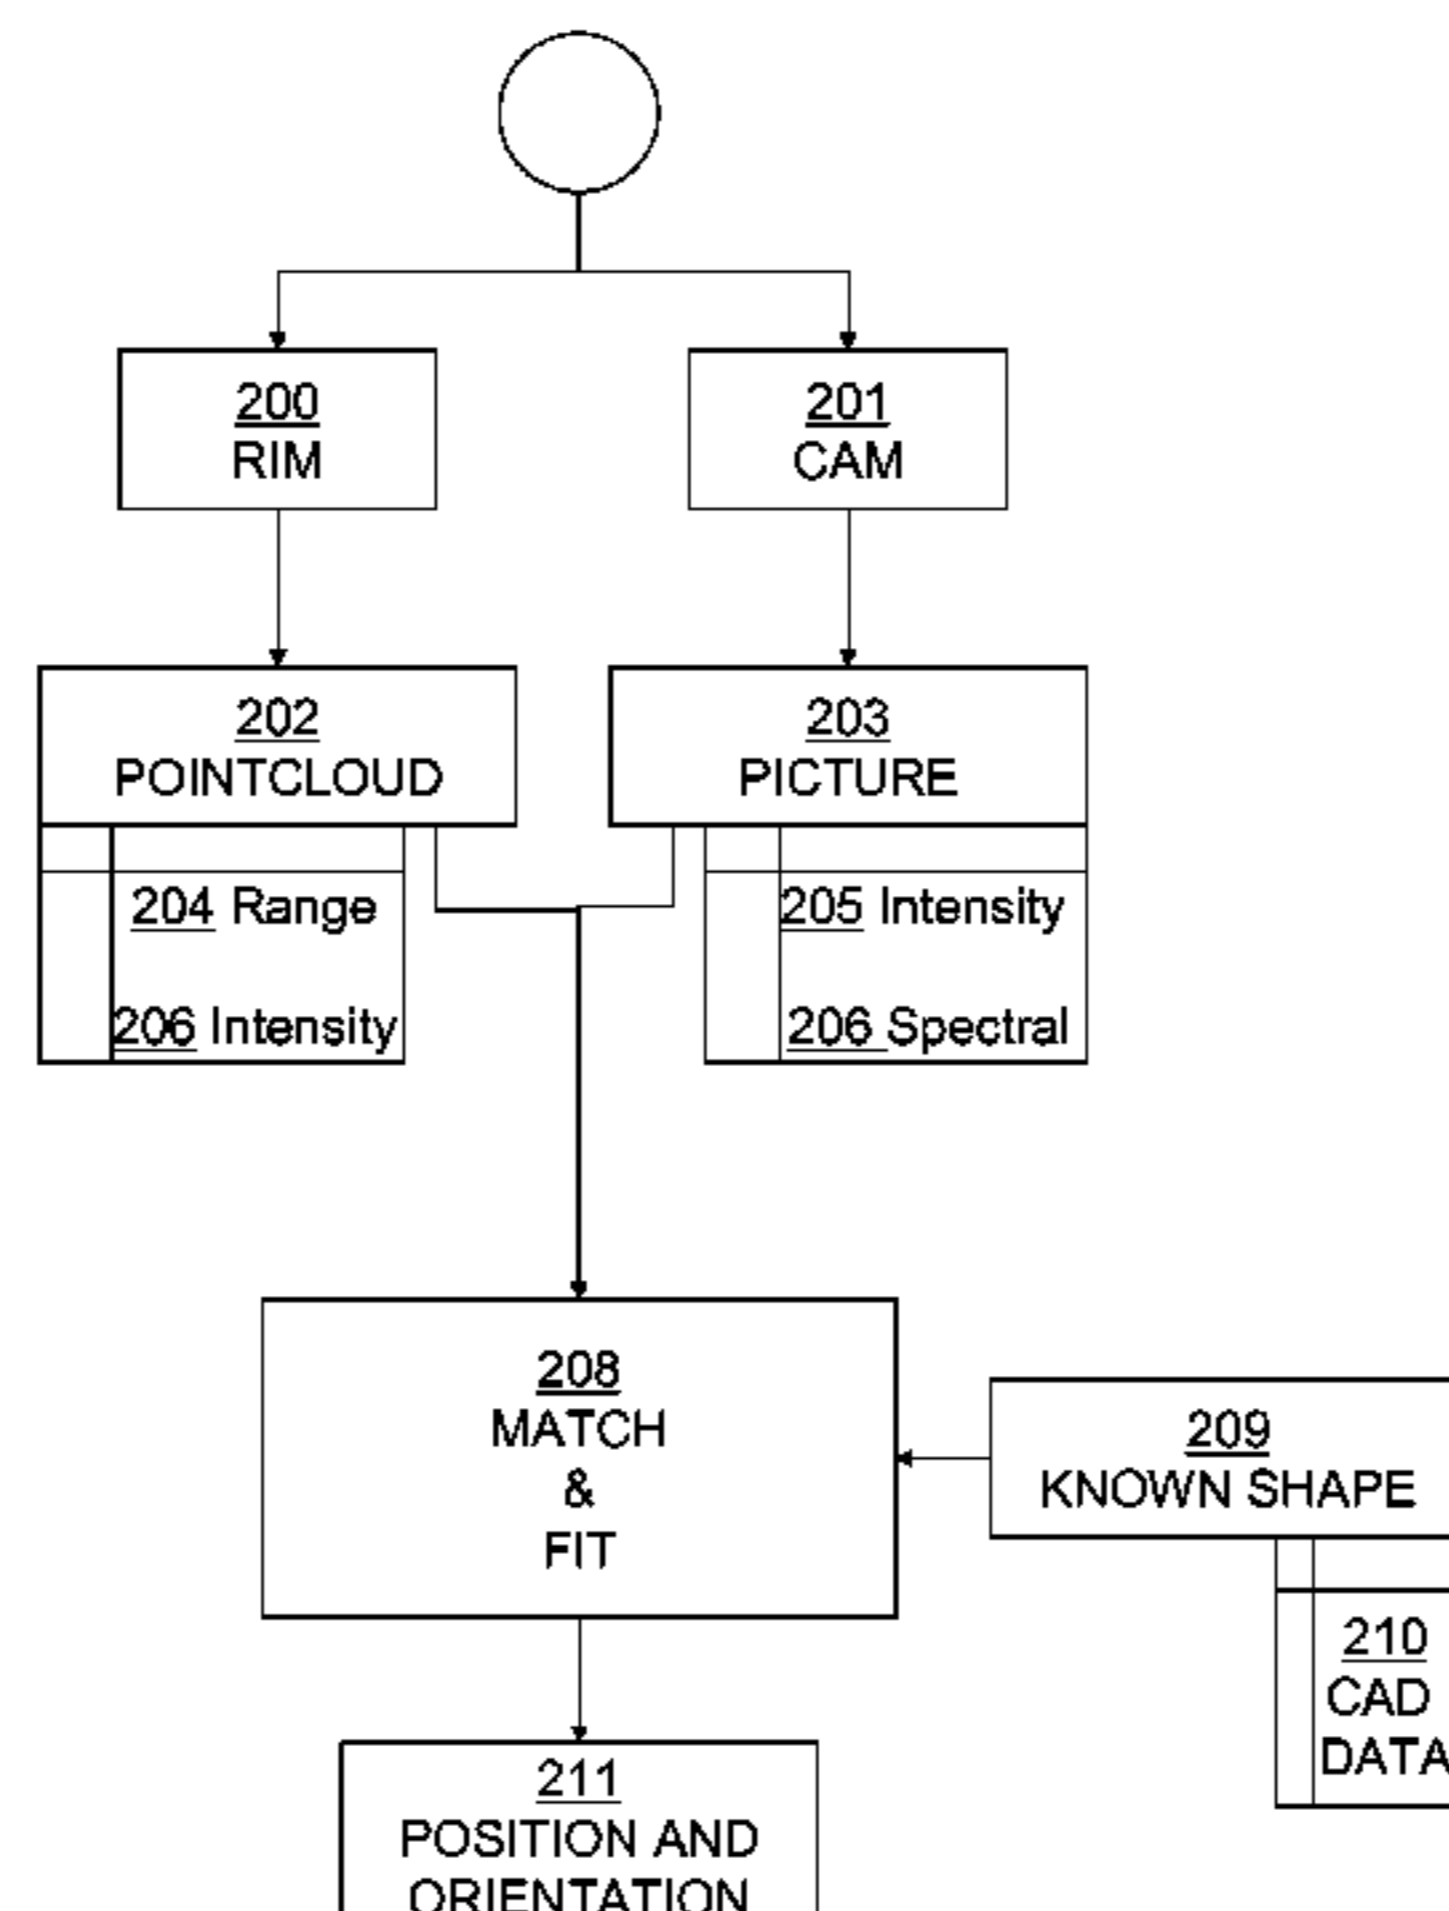 200
RIM
201
CAM
202
POINTCLOUD
203
PICTURE
204 Range
206 Intensity
205 Intensity
206 Spectral
208
MATCH
&
FIT
209
KNOWN SHAPE
210
CAD
DATA
211
POSITION AND
ORIENTATION